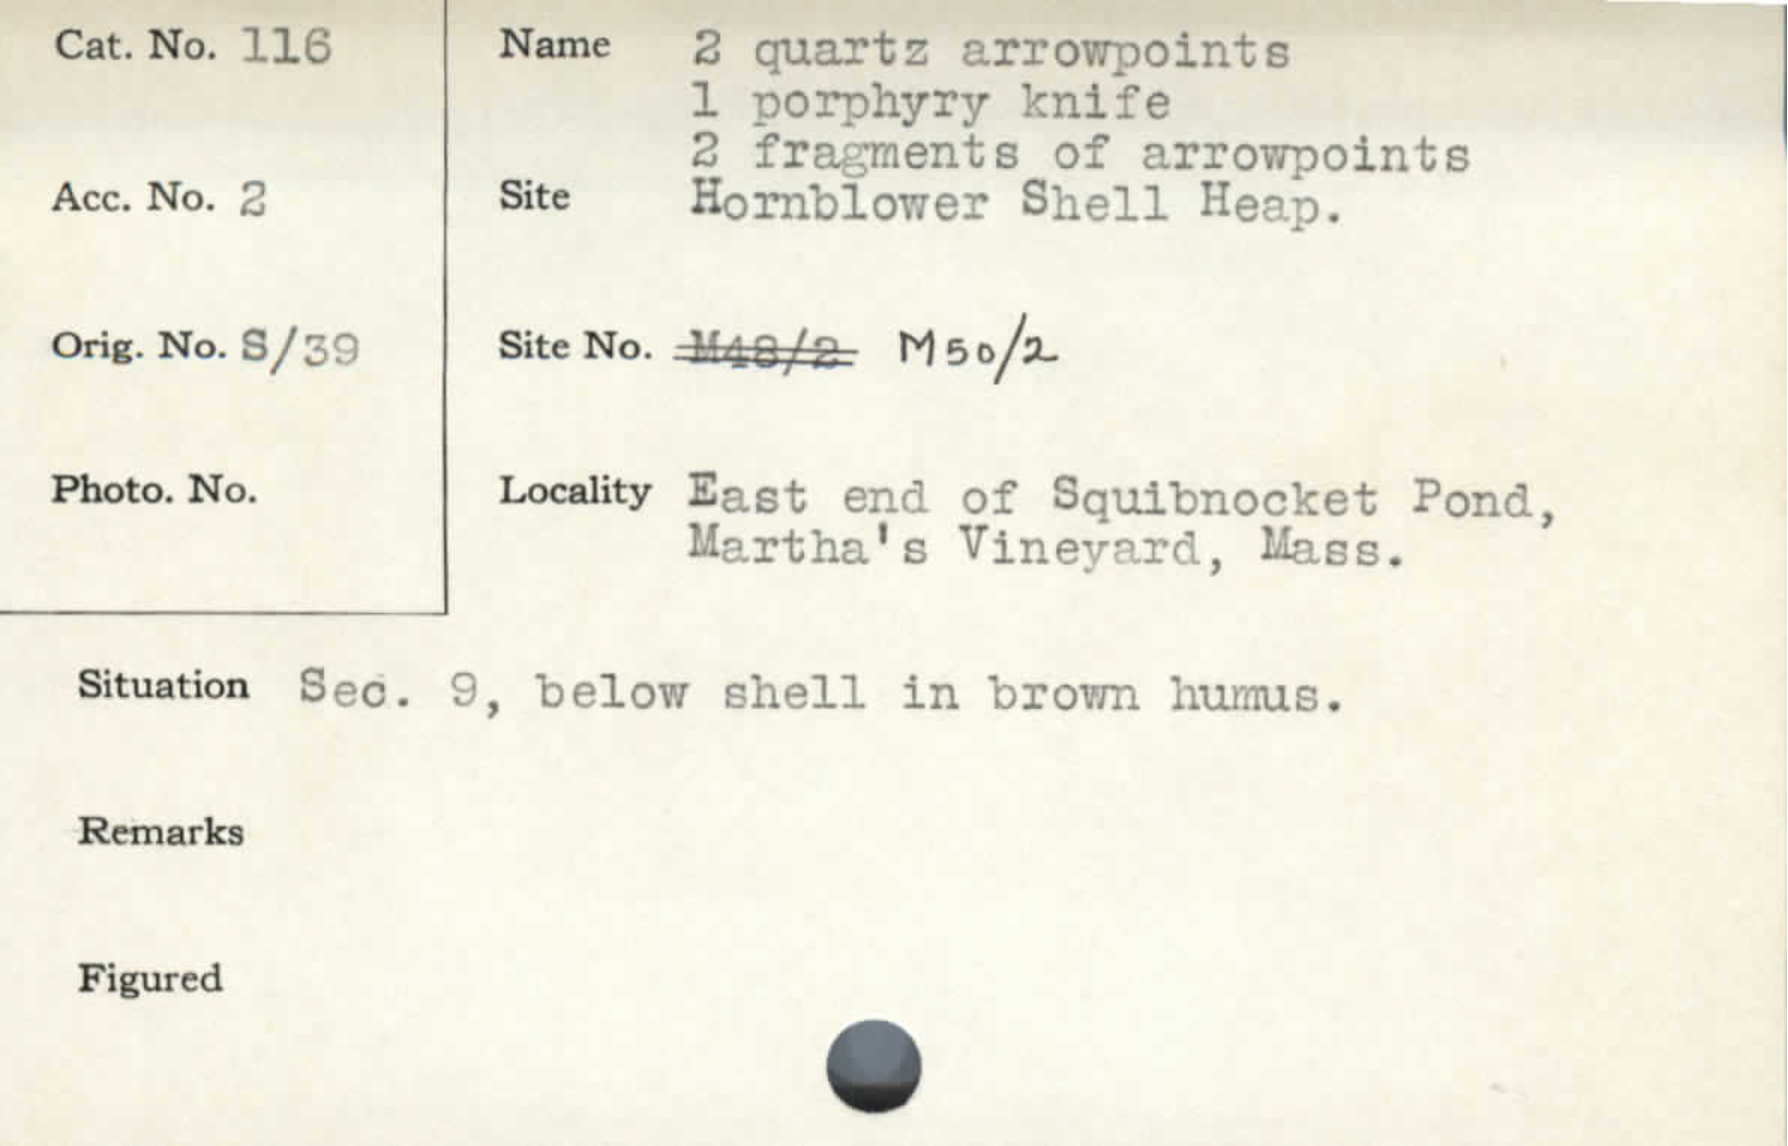 Cat. No. 116
Name 2 quartz arrowpoints
1 porphyry knife
2 fragments of arrowpoints
Acc. No. 2
Site Hornblower Shell Heap.
Orig. No. S/39
Site No. M48/2 M50/2
Photo. No.
Locality East end of Squibnocket Pond,
Martha's Vineyard, Mass.
Situation Sec. 9, below shell in brown humus.
Remarks
Figured